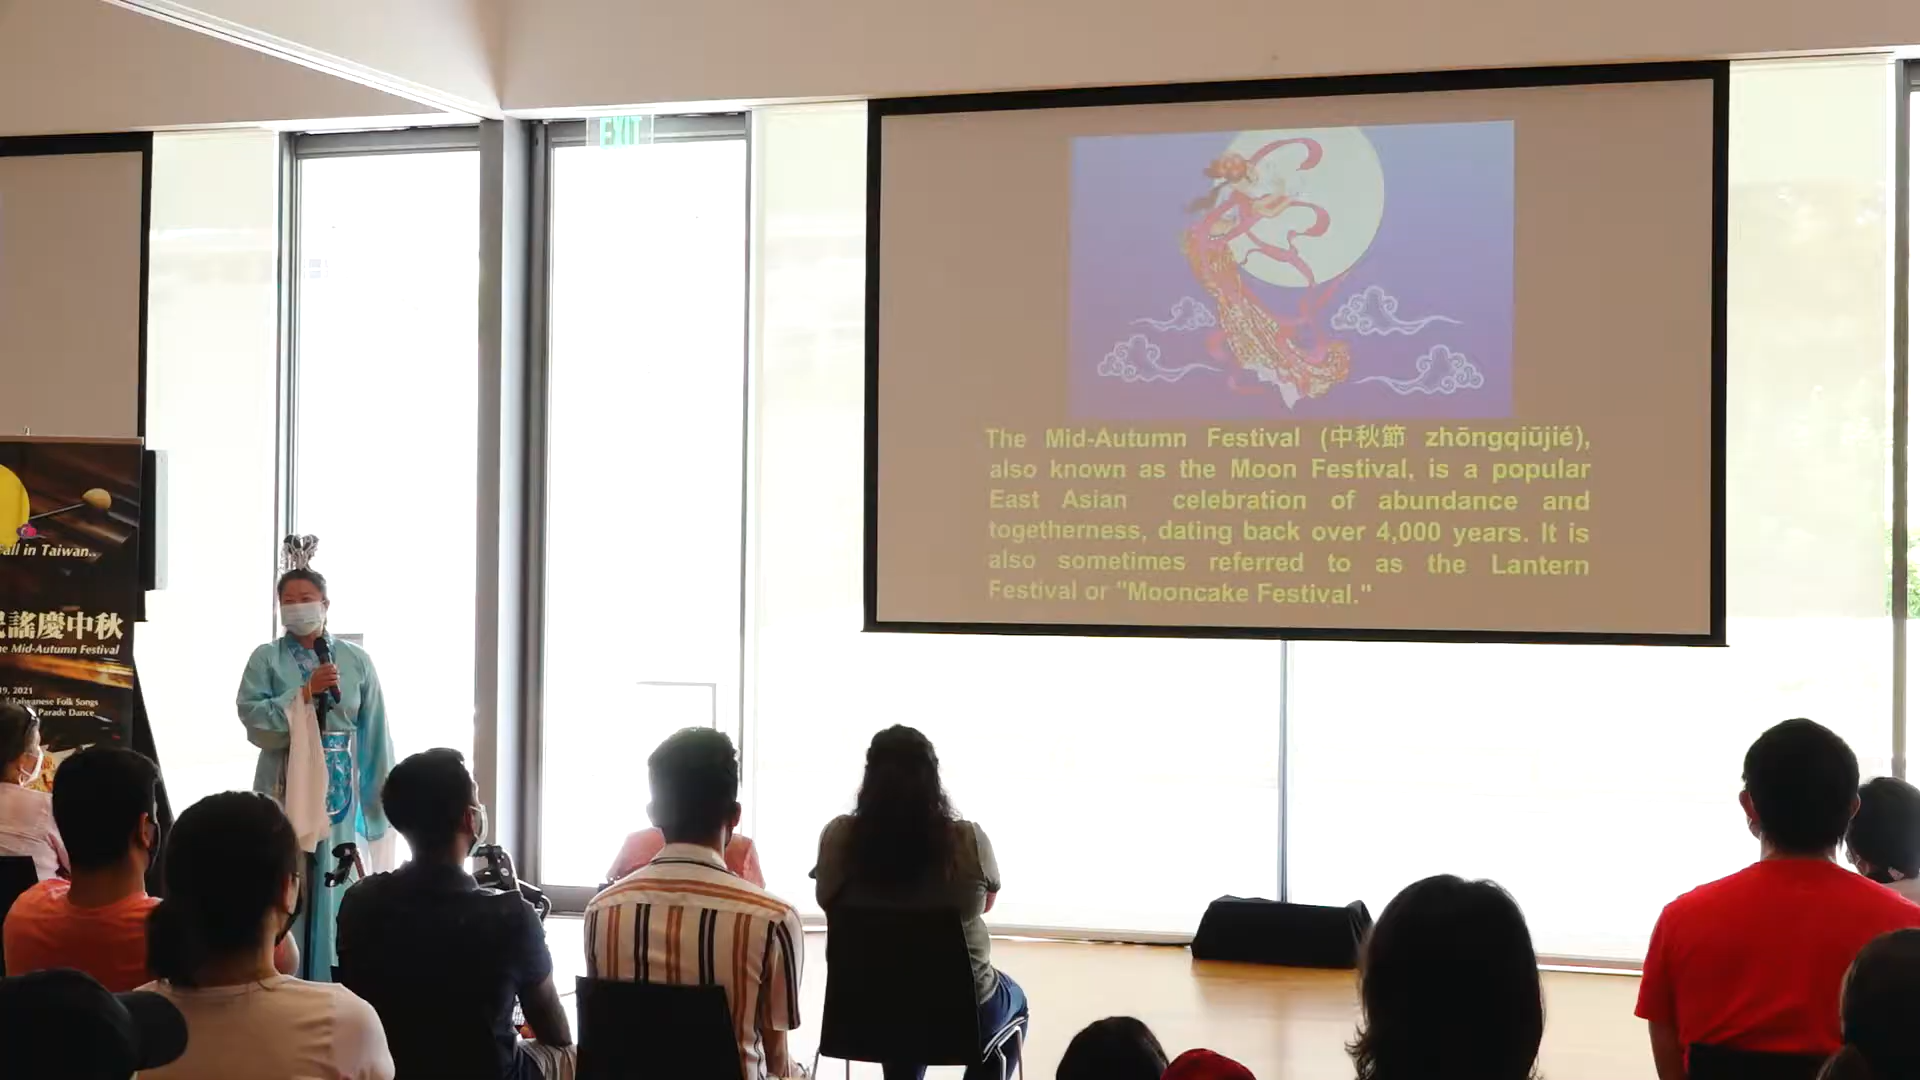 EXIT
The Mid-Autumn Festival (中秋節 zhōngqiūjié),
also known as the Moon Festival, is a popular
East Asian celebration of abundance and
togetherness, dating back over 4,000 years. It is
also sometimes referred to as the Lantern
Festival or "Mooncake Festival."
in Taiwan..
謠慶中秋
Mid-Autumn Festival
19, 2021
Taiwanese Folk Songs
Parade Dance